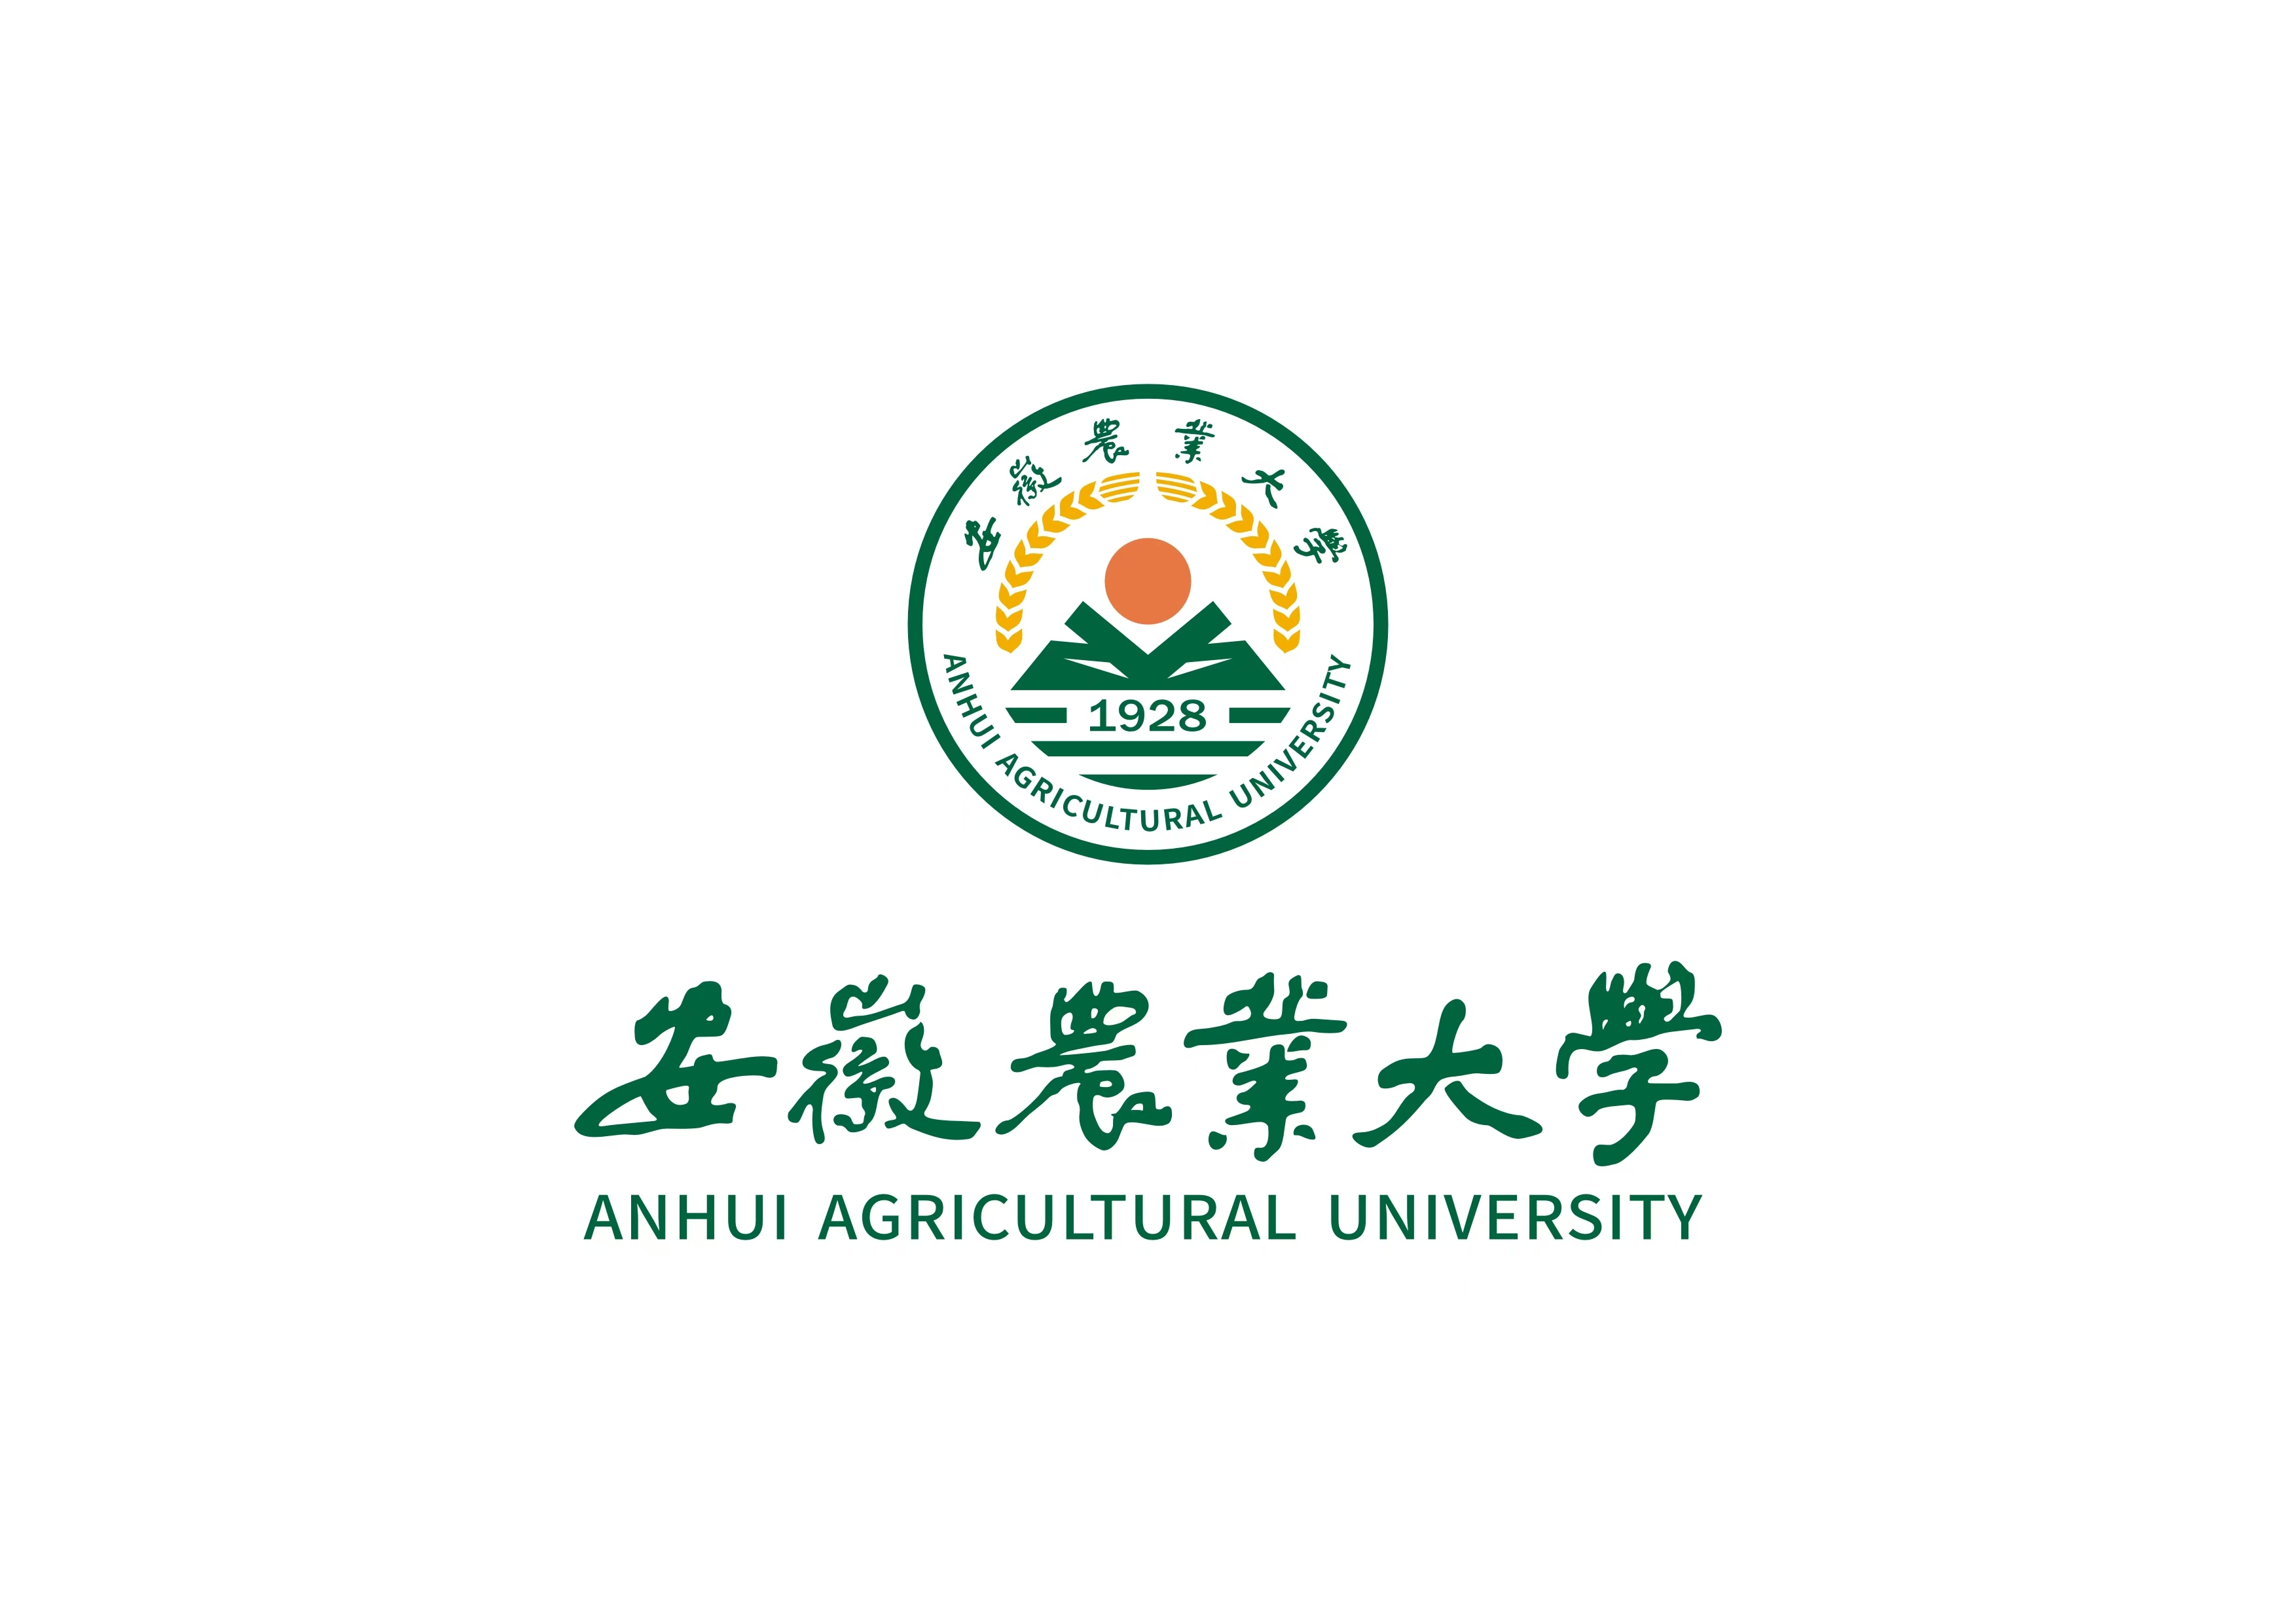 安徽農業大學
1928
ANHUI AGRICULTURAL UNIVERSITY
安徽農業大學
ANHUI AGRICULTURAL UNIVERSITY